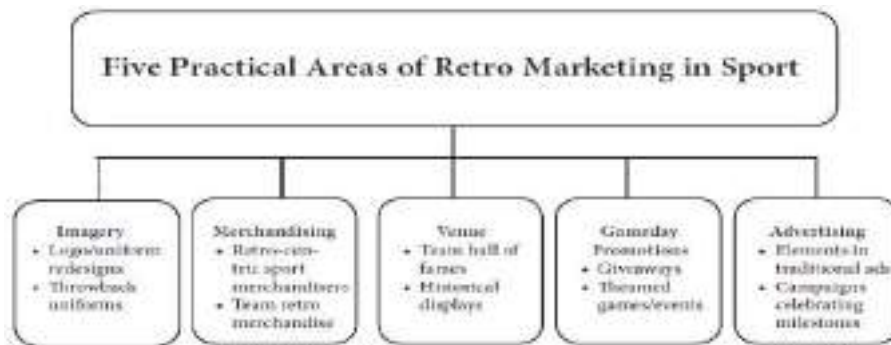 Five Practical Areas of Retro Marketing in Sport
Imagery
• Logo/uniform
redesigns
• Throwback
uniforms
Merchandising
• Retro-cen-
tric sport
merchandisers
• Team retro
merchandise
Venue
• Team hall of
fames
• Historical
displays
Gameday
Promotions
• Giveaways
• Themed
games/events
Advertising
• Elements in
traditional ads
• Campaigns
celebrating
milestones